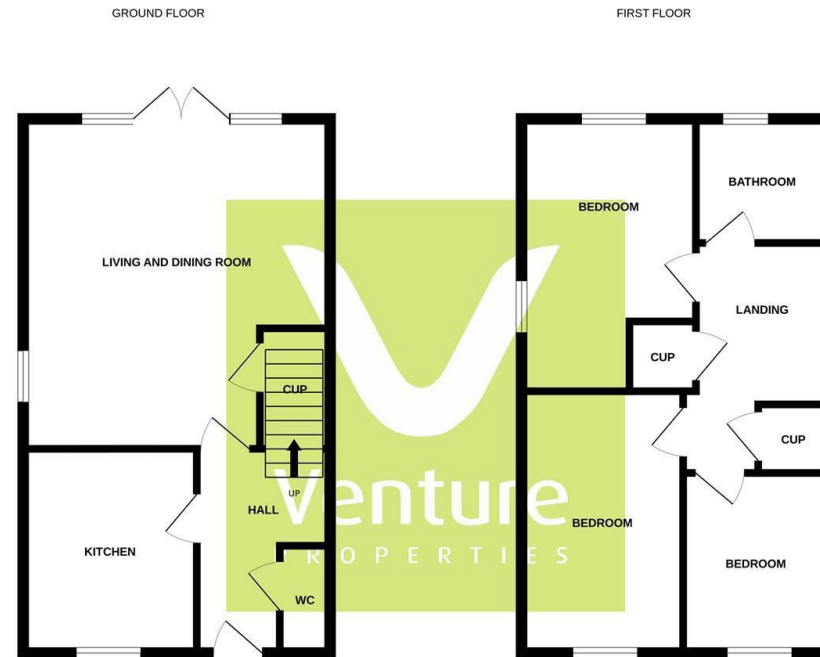 GROUND FLOOR
LIVING AND DINING ROOM
CUP
UP
HALL
KITCHEN
WC
FIRST FLOOR
BEDROOM
BATHROOM
LANDING
CUP
CUP
BEDROOM
BEDROOM
Venture
PROPERTIES